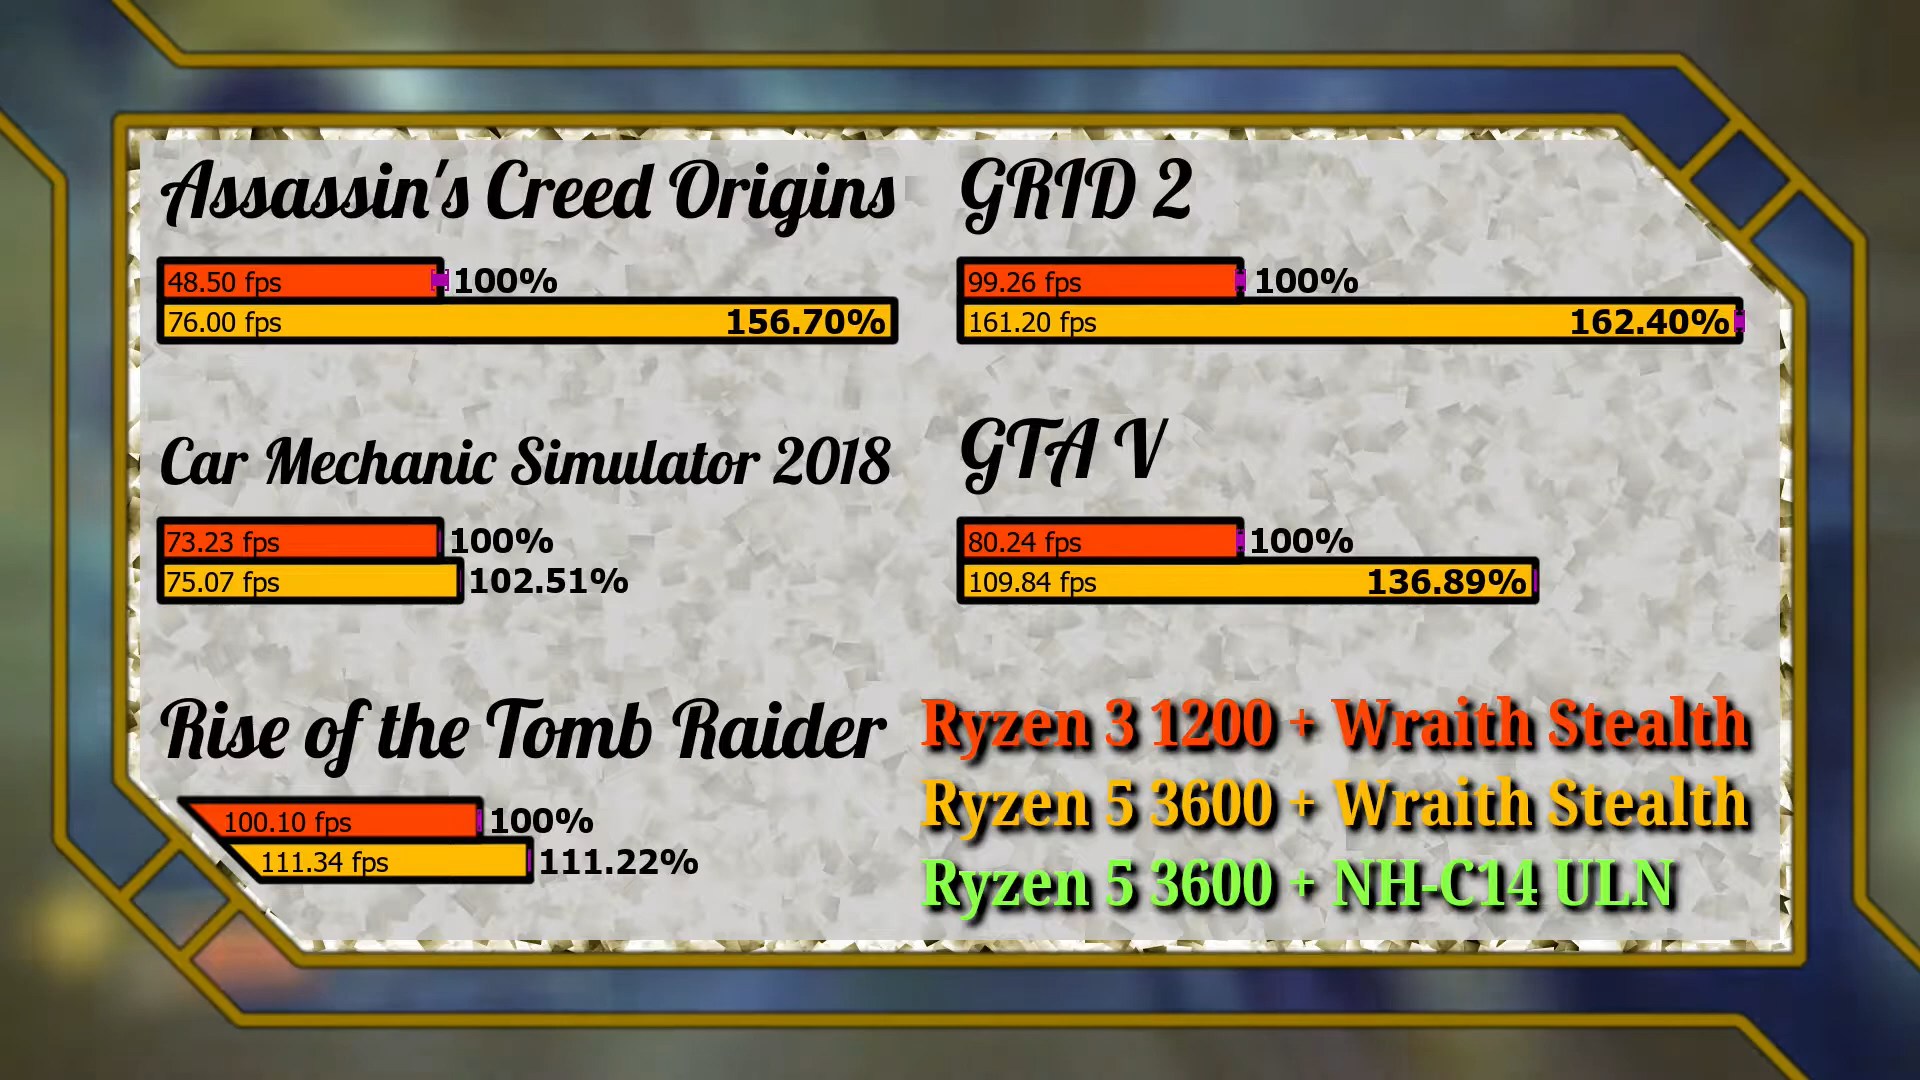 Assassin's Creed Origins
48.50 fps 100%
76.00 fps 156.70%
GRID 2
99.26 fps 100%
161.20 fps 162.40%
Car Mechanic Simulator 2018
73.23 fps 100%
75.07 fps 102.51%
GTA V
80.24 fps 100%
109.84 fps 136.89%
Rise of the Tomb Raider
100.10 fps 100%
111.34 fps 111.22%
Ryzen 3 1200 + Wraith Stealth
Ryzen 5 3600 + Wraith Stealth
Ryzen 5 3600 + NH-C14 ULN